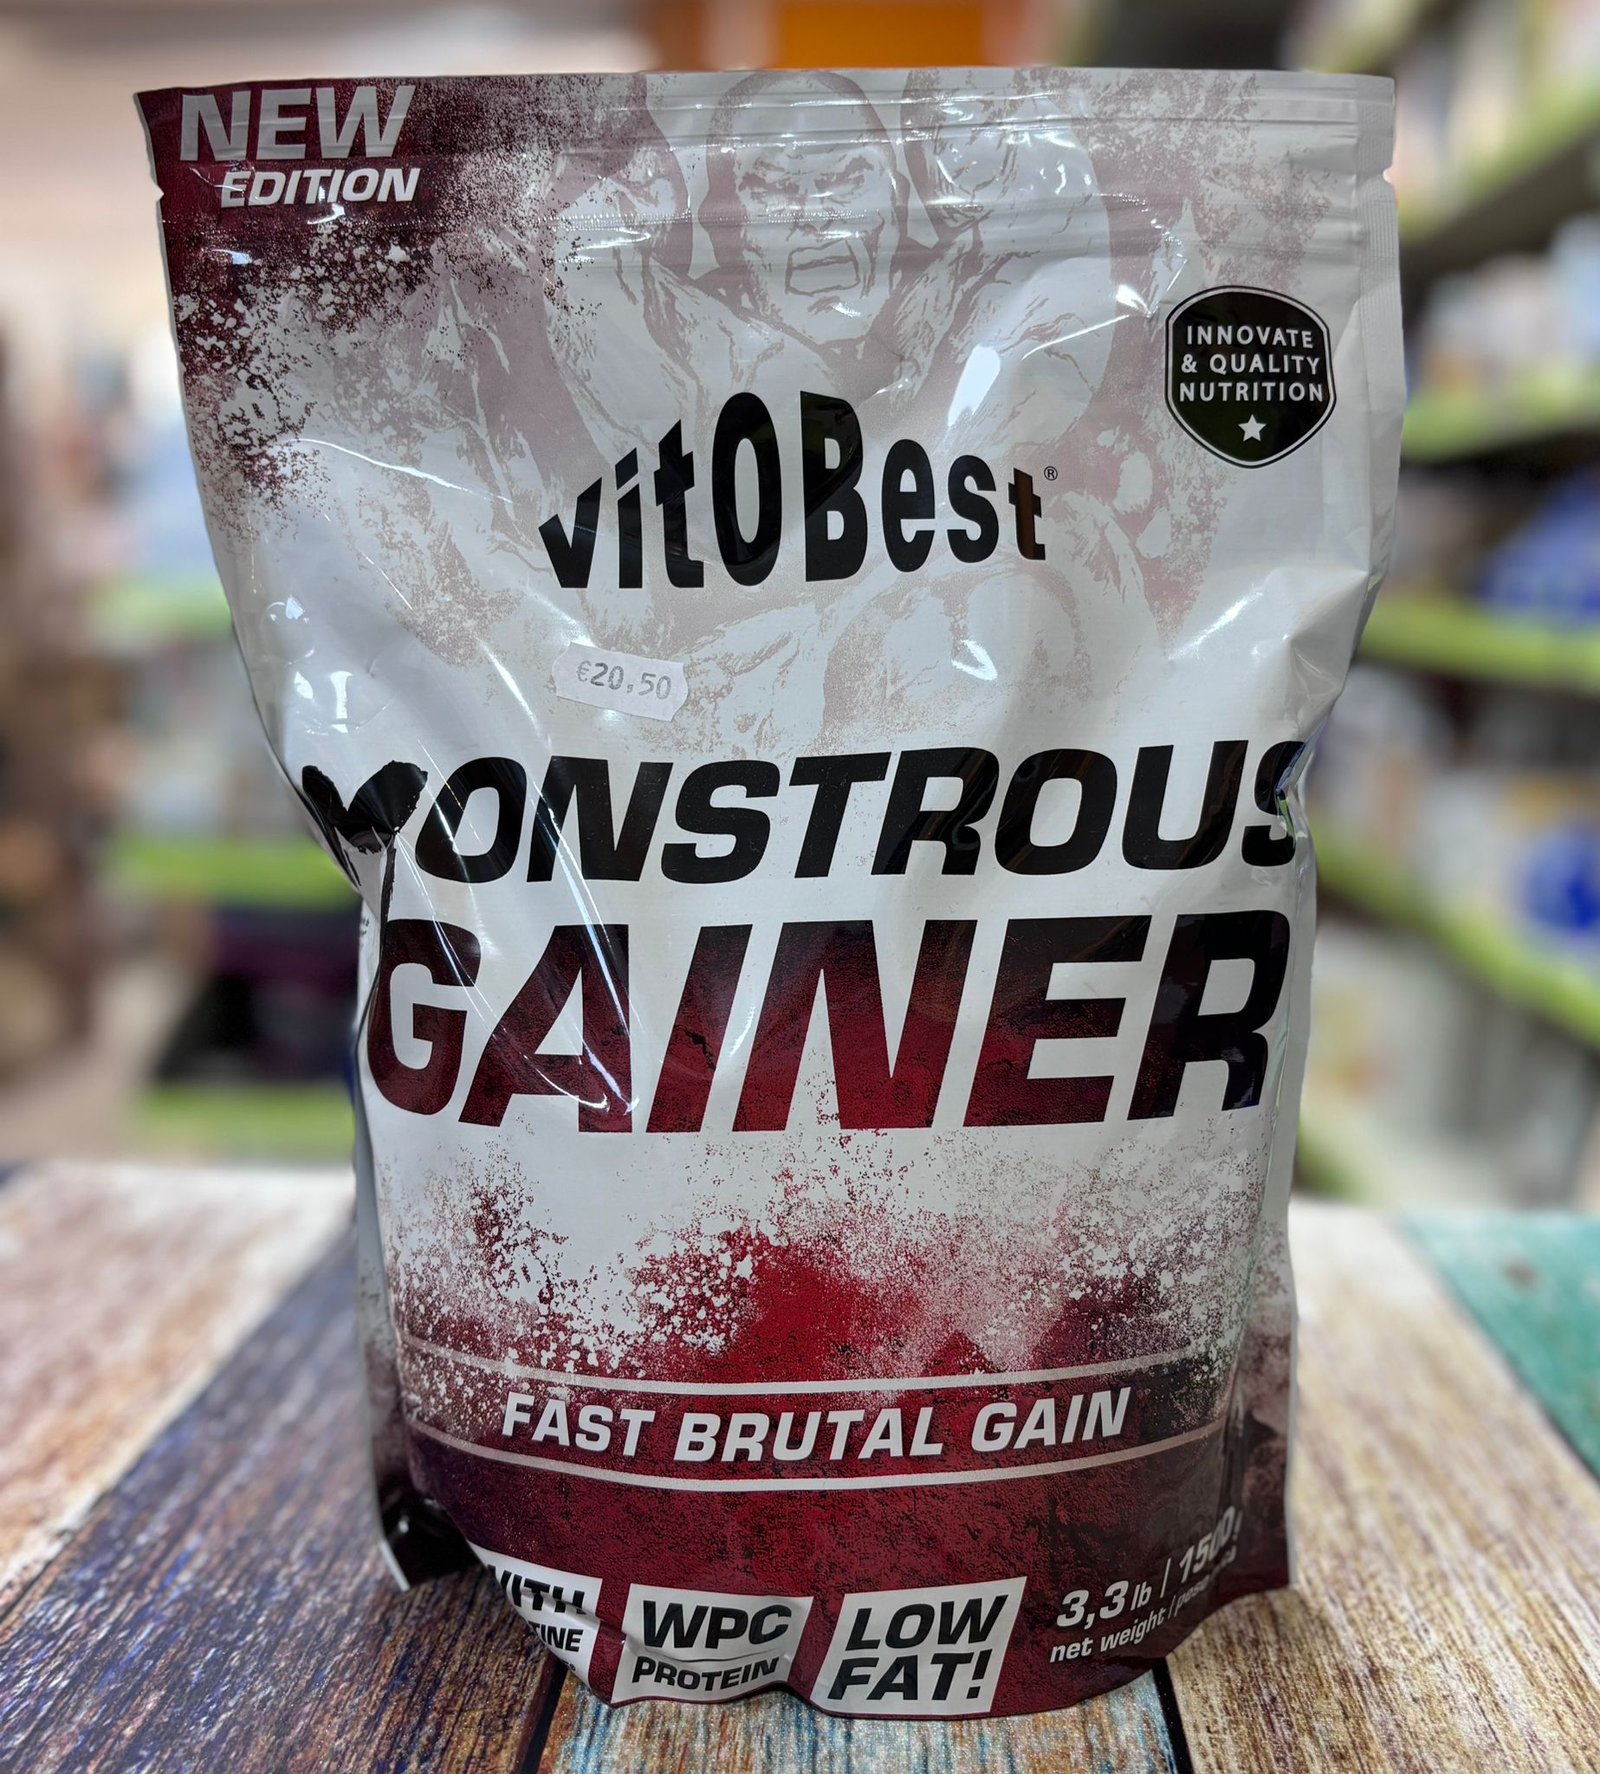 NEW
EDITION
INNOVATE
& QUALITY
NUTRITION
vitOBest®
€20,50
MONSTROUS
GAINER
FAST BRUTAL GAIN
WPC
PROTEIN
LOW
FAT!
3,3 lb | 1500
net weight |